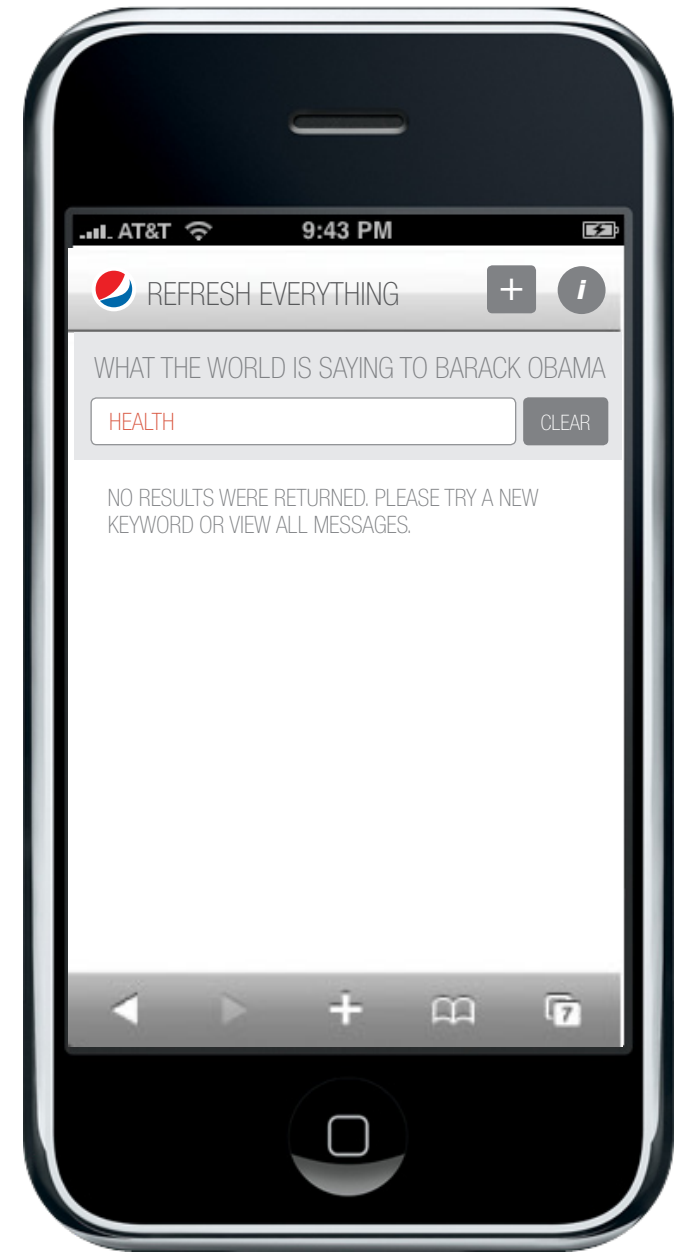 AT&T 9:43 PM
REFRESH EVERYTHING + i
WHAT THE WORLD IS SAYING TO BARACK OBAMA
HEALTH CLEAR
NO RESULTS WERE RETURNED. PLEASE TRY A NEW
KEYWORD OR VIEW ALL MESSAGES.
7